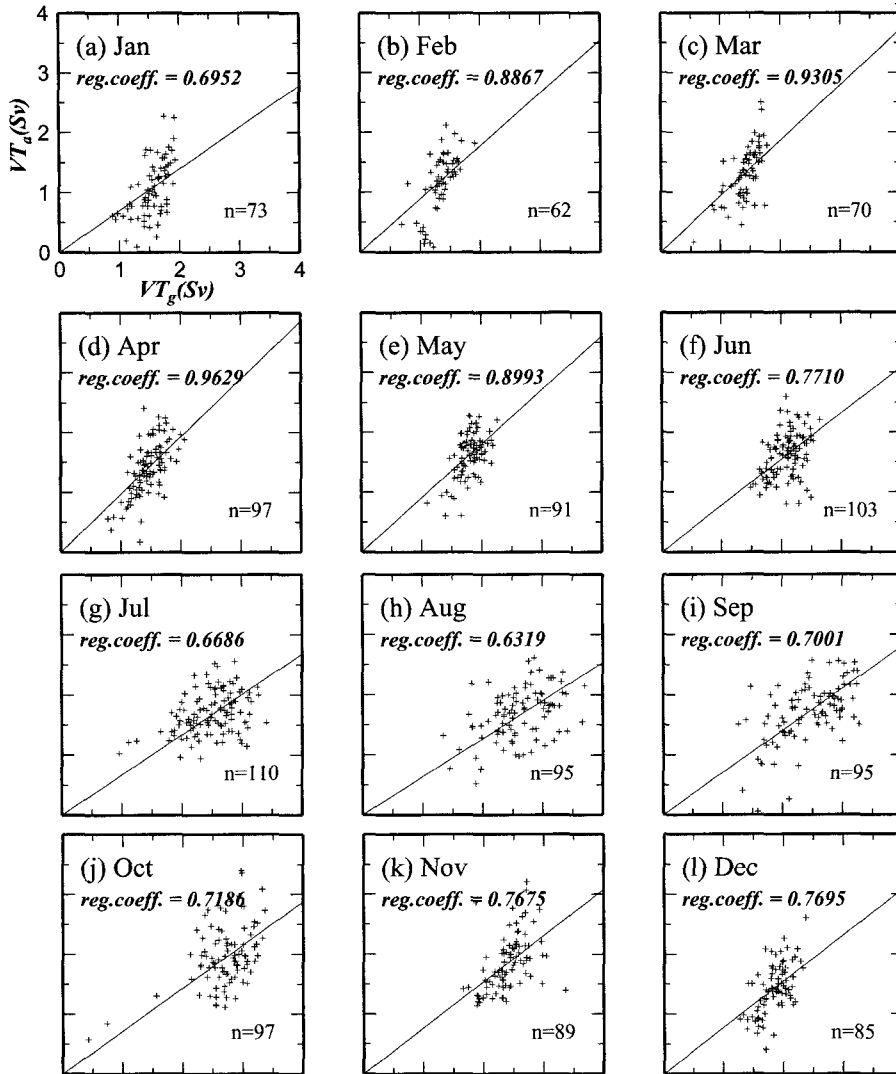 4
3
2
1
0
VTa(Sv)
(a) Jan
reg.coeff. = 0.6952
n=73
0 1 2 3 4
VTg(Sv)
(b) Feb
reg.coeff. = 0.8867
n=62
(c) Mar
reg.coeff. = 0.9305
n=70
(d) Apr
reg.coeff. = 0.9629
n=97
(e) May
reg.coeff. = 0.8993
n=91
(f) Jun
reg.coeff. = 0.7710
n=103
(g) Jul
reg.coeff. = 0.6686
n=110
(h) Aug
reg.coeff. = 0.6319
n=95
(i) Sep
reg.coeff. = 0.7001
n=95
(j) Oct
reg.coeff. = 0.7186
n=97
(k) Nov
reg.coeff. = 0.7675
n=89
(l) Dec
reg.coeff. = 0.7695
n=85